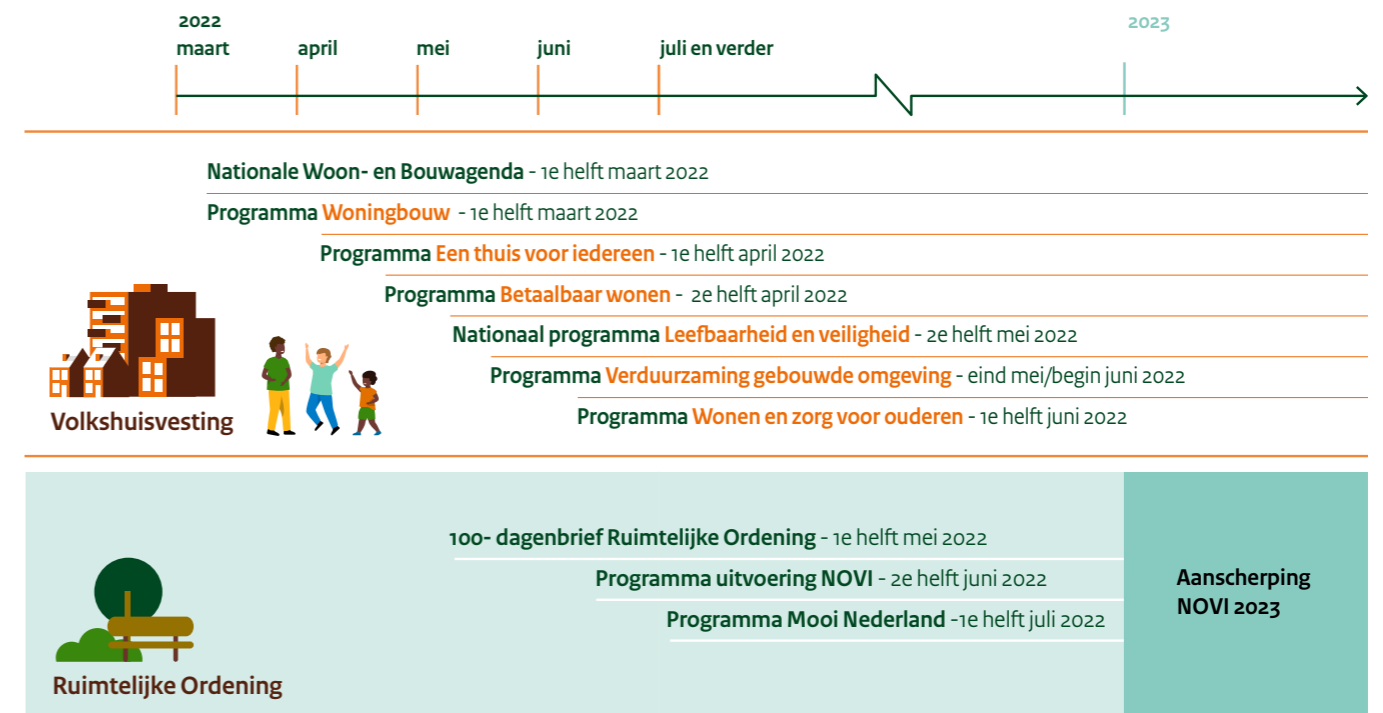 2022
2023
maart
april
mei
juni
juli en verder
Nationale Woon- en Bouwagenda - 1e helft maart 2022
Programma Woningbouw - 1e helft maart 2022
Programma Een thuis voor iedereen - 1e helft april 2022
Programma Betaalbaar wonen - 2e helft april 2022
Nationaal programma Leefbaarheid en veiligheid - 2e helft mei 2022
Programma Verduurzaming gebouwde omgeving - eind mei/begin juni 2022
Programma Wonen en zorg voor ouderen - 1e helft juni 2022
Volkshuisvesting
100- dagenbrief Ruimtelijke Ordening - 1e helft mei 2022
Programma uitvoering NOVI - 2e helft juni 2022
Programma Mooi Nederland -1e helft juli 2022
Aanscherping
NOVI 2023
Ruimtelijke Ordening